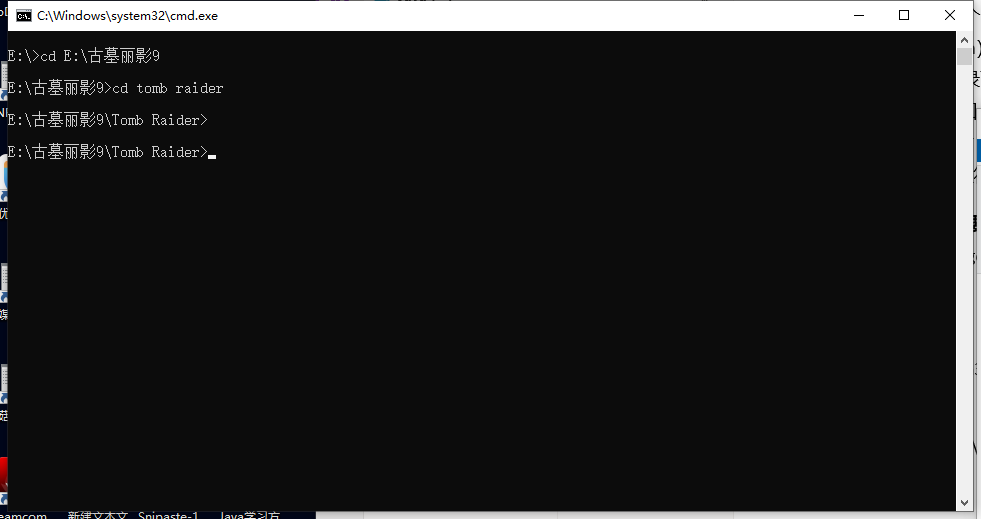 C:\Windows\system32\cmd.exe
E:\>cd E:\古墓丽影9
E:\古墓丽影9>cd tomb raider
E:\古墓丽影9\Tomb Raider>
E:\古墓丽影9\Tomb Raider>
优
媒
eamcom
新建文本文
Snipaste-1
Java学习方